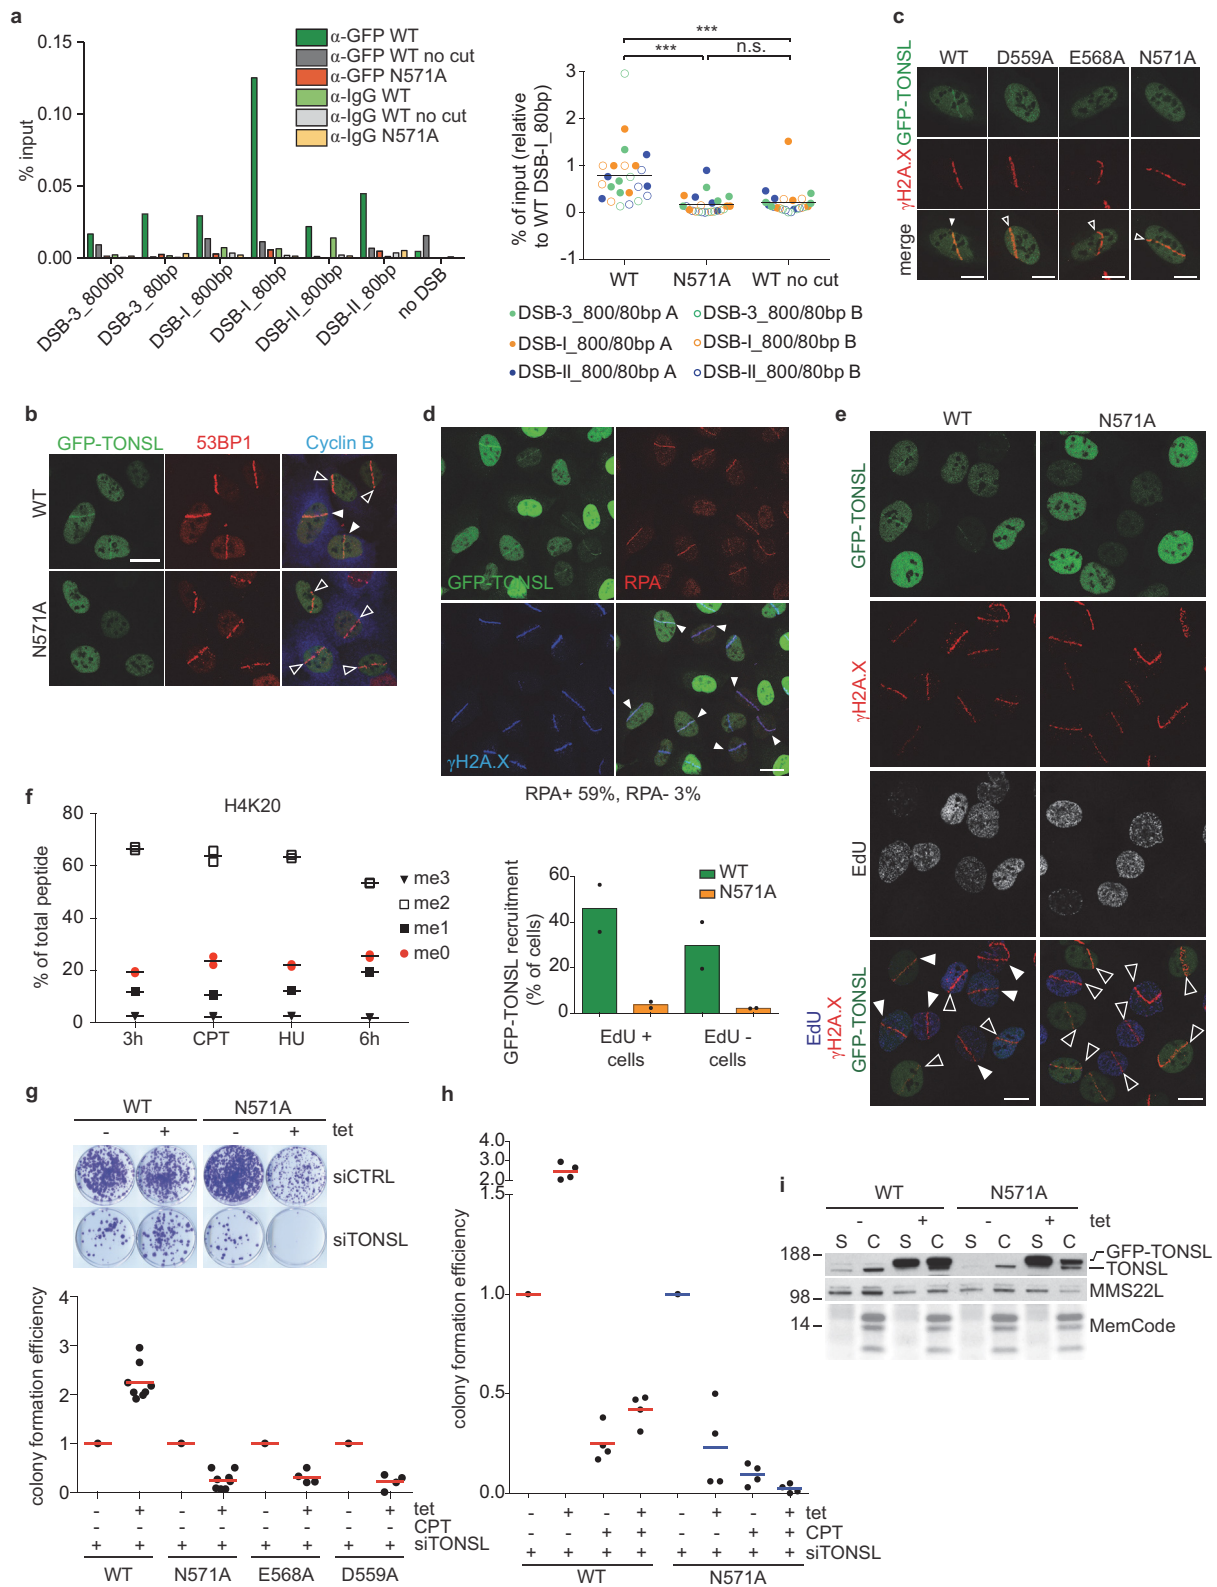 a
0.15
0.10
0.05
0.00
% input
α-GFP WT
α-GFP WT no cut
α-GFP N571A
α-IgG WT
α-IgG WT no cut
α-IgG N571A
DSB-3_800bp
DSB-3_80bp
DSB-I_800bp
DSB-I_80bp
DSB-II_800bp
DSB-II_80bp
no DSB
***
***
n.s.
3
2
1
0
-1
% of input (relative
to WT DSB-I_80bp)
WT
N571A
WT no cut
DSB-3_800/80bp A
DSB-3_800/80bp B
DSB-I_800/80bp A
DSB-I_800/80bp B
DSB-II_800/80bp A
DSB-II_800/80bp B
c
WT
D559A
E568A
N571A
GFP-TONSL
γH2A.X
merge
b
GFP-TONSL
53BP1
Cyclin B
WT
N571A
d
GFP-TONSL
RPA
γH2A.X
RPA+ 59%, RPA- 3%
e
WT
N571A
GFP-TONSL
γH2A.X
EdU
EdU
γH2A.X
GFP-TONSL
f
H4K20
80
60
40
20
0
% of total peptide
3h
CPT
HU
6h
me3
me2
me1
me0
60
40
20
0
GFP-TONSL recruitment
(% of cells)
WT
N571A
EdU +
cells
EdU -
cells
g
WT
N571A
-
+
-
+
tet
siCTRL
siTONSL
4
3
2
1
0
colony formation efficiency
- + - + - + - + tet
- - - - - - - - CPT
+ + + + + + + + siTONSL
WT
N571A
E568A
D559A
h
4.0
3.0
2.0
1.5
1.0
0.5
0.0
colony formation efficiency
- + - + - + - + tet
- - + + - - + + CPT
+ + + + + + + + siTONSL
WT
N571A
i
WT
N571A
- + - + tet
S C S C S C S C
188
GFP-TONSL
TONSL
98
MMS22L
14
MemCode